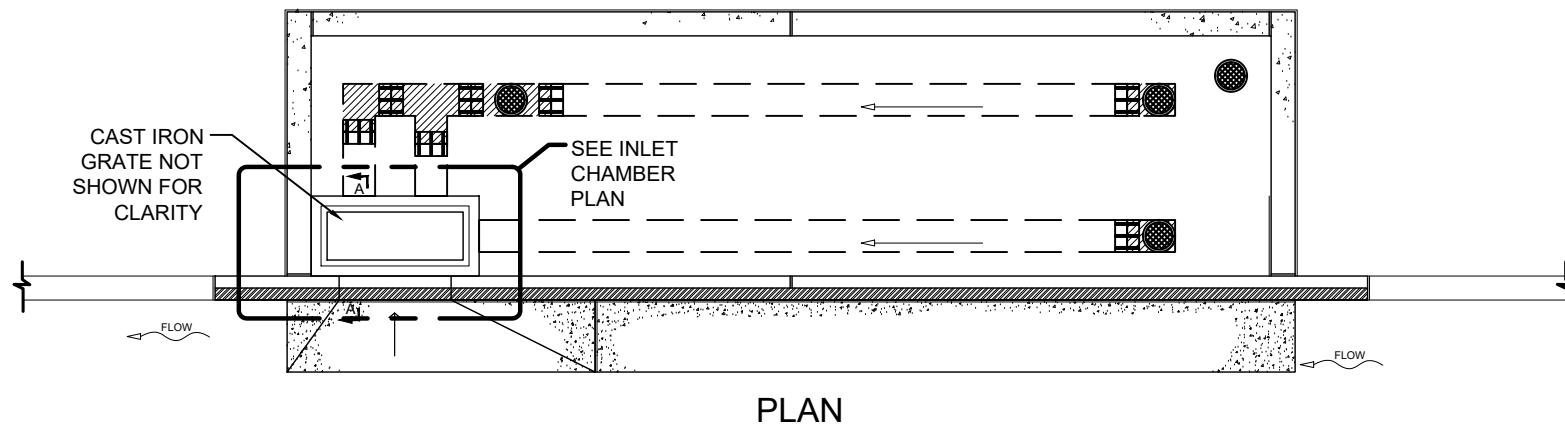 CAST IRON
GRATE NOT
SHOWN FOR
CLARITY
SEE INLET
CHAMBER
PLAN
A
A
FLOW
FLOW
PLAN